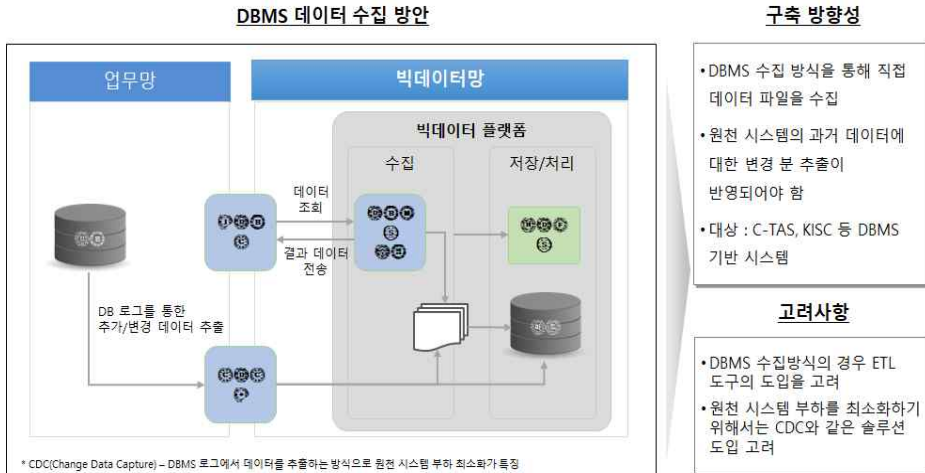 DBMS 데이터 수집 방안
업무망
빅데이터망
빅데이터 플랫폼
수집
저장/처리
데이터
조회
결과 데이터
전송
DB 로그를 통한
추가/변경 데이터 추출
* CDC(Change Data Capture) – DBMS 로그에서 데이터를 추출하는 방식으로 원천 시스템 부하 최소화가 특징
구축 방향성
• DBMS 수집 방식을 통해 직접
데이터 파일을 수집
• 원천 시스템의 과거 데이터에
대한 변경 분 추출이
반영되어야 함
• 대상 : C-TAS, KISC 등 DBMS
기반 시스템
고려사항
• DBMS 수집방식의 경우 ETL
도구의 도입을 고려
• 원천 시스템 부하를 최소화하기
위해서는 CDC와 같은 솔루션
도입 고려